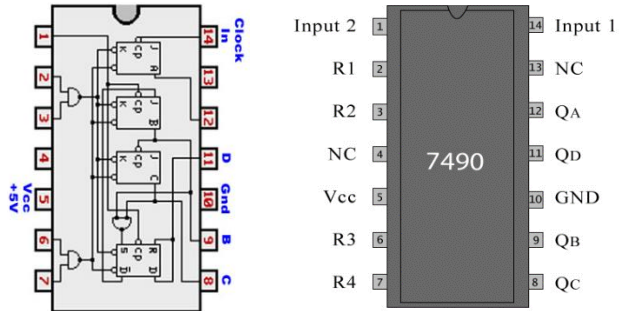 1
14
Clock
In
J
K
CP
A
2
13
3
J
K
CP
B
12
4
J
K
CP
C
11
D
5
Vcc
+5V
10
Gnd
6
S
R
CP
D
D
9
B
7
8
C
Input 2
1
14
Input 1
R1
2
13
NC
R2
3
12
QA
NC
4
7490
11
QD
Vcc
5
10
GND
R3
6
9
QB
R4
7
8
QC